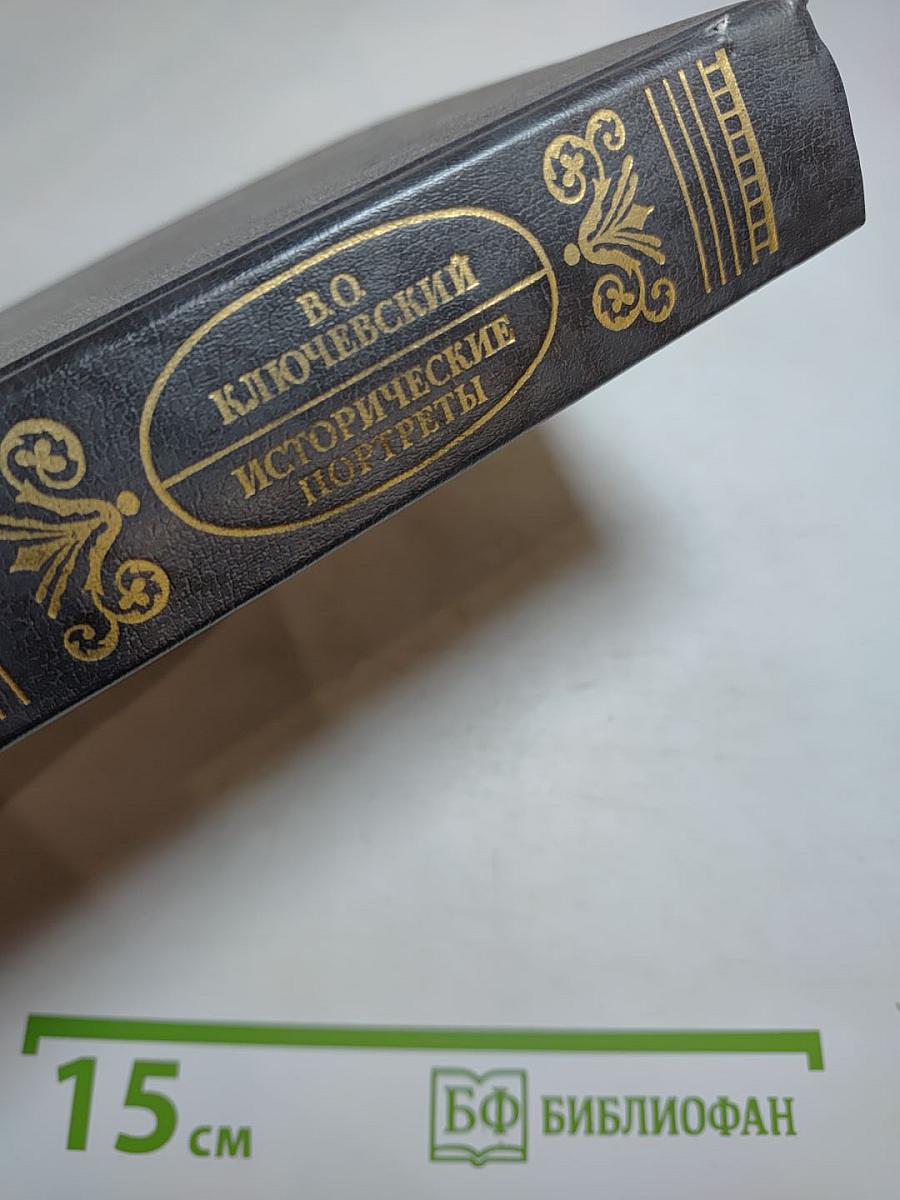 В.О.
КЛЮЧЕВСКИЙ
ИСТОРИЧЕСКИЕ
ПОРТРЕТЫ
15 см
БФ БИБЛИОФАН